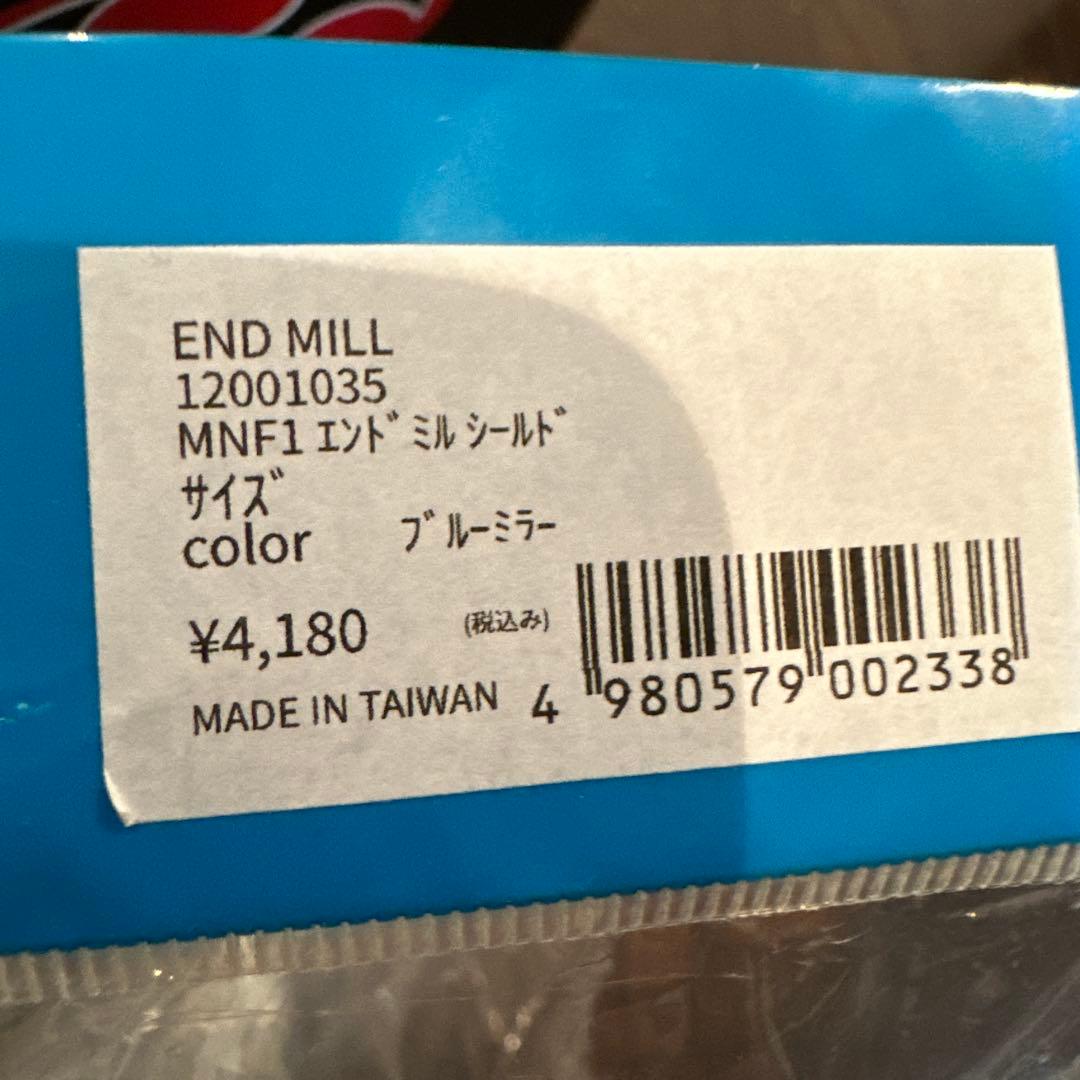 END MILL
12001035
MNF1 ｴﾝﾄﾞﾐﾙ ｼｰﾙﾄﾞ
ｻｲｽﾞ
color ﾌﾞﾙｰﾐﾗｰ
¥4,180 (税込み)
MADE IN TAIWAN
4 980579 002338